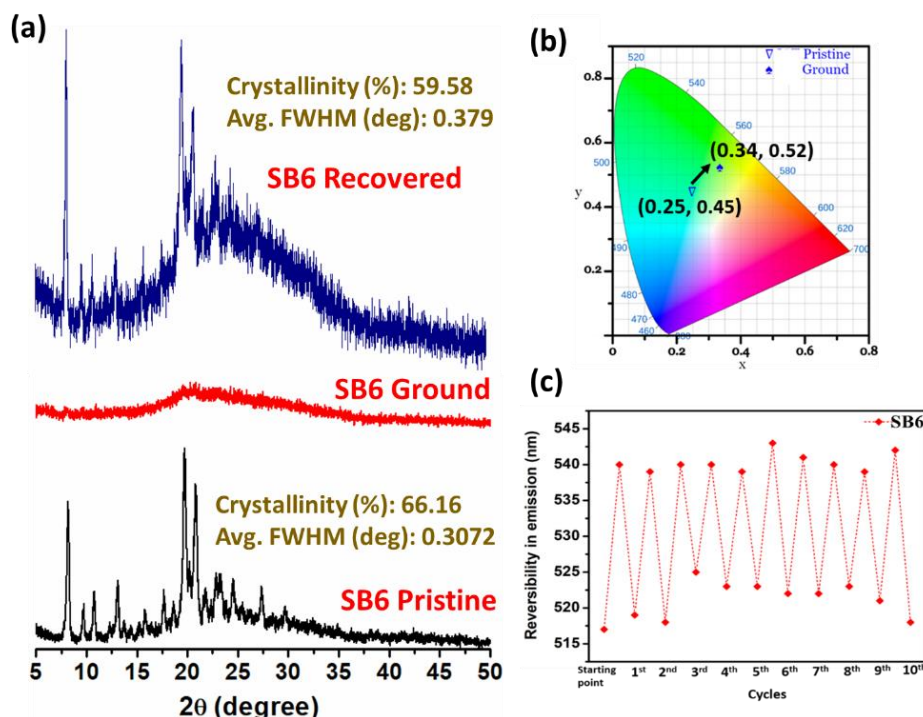 (a)
Crystallinity (%): 59.58
Avg. FWHM (deg): 0.379
SB6 Recovered
SB6 Ground
Crystallinity (%): 66.16
Avg. FWHM (deg): 0.3072
SB6 Pristine
5 10 15 20 25 30 35 40 45 50
2θ (degree)
(b)
Pristine
Ground
0.8
0.6
0.4
0.2
y
520
540
560
500
580
600
620
700
490
480
470
460
(0.34, 0.52)
(0.25, 0.45)
0 0.2 0.4 0.6 0.8
x
(c)
SB6
Reversibility in emission (nm)
545
540
535
530
525
520
515
Starting point 1st 2nd 3rd 4th 5th 6th 7th 8th 9th 10th
Cycles